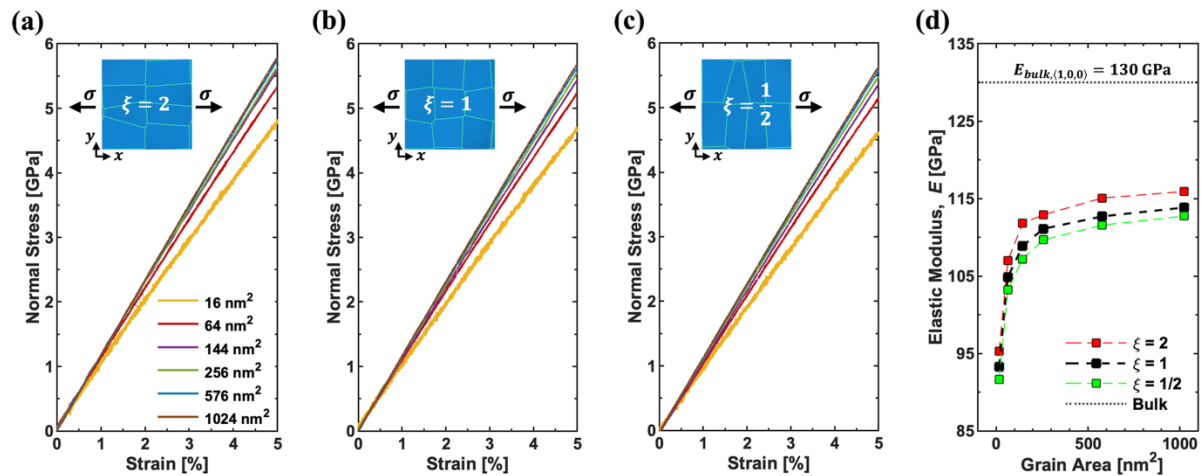 (a)
Normal Stress [GPa]
6
5
4
3
2
1
0
0 1 2 3 4 5
Strain [%]
σ ξ = 2 σ
y
x
16 nm²
64 nm²
144 nm²
256 nm²
576 nm²
1024 nm²
(b)
Normal Stress [GPa]
6
5
4
3
2
1
0
0 1 2 3 4 5
Strain [%]
σ ξ = 1 σ
y
x
(c)
Normal Stress [GPa]
6
5
4
3
2
1
0
0 1 2 3 4 5
Strain [%]
σ ξ = 1/2 σ
y
x
(d)
Elastic Modulus, E [GPa]
135
125
115
105
95
85
0 500 1000
Grain Area [nm²]
E_bulk,⟨1,0,0⟩ = 130 GPa
ξ = 2
ξ = 1
ξ = 1/2
Bulk